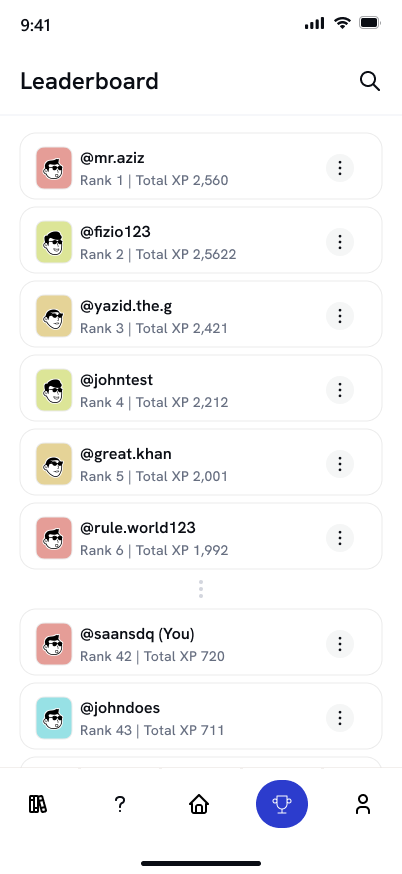 9:41
Leaderboard
@mr.aziz
Rank 1 | Total XP 2,560
@fizio123
Rank 2 | Total XP 2,5622
@yazid.the.g
Rank 3 | Total XP 2,421
@johntest
Rank 4 | Total XP 2,212
@great.khan
Rank 5 | Total XP 2,001
@rule.world123
Rank 6 | Total XP 1,992
@saansdq (You)
Rank 42 | Total XP 720
@johndoes
Rank 43 | Total XP 711
?